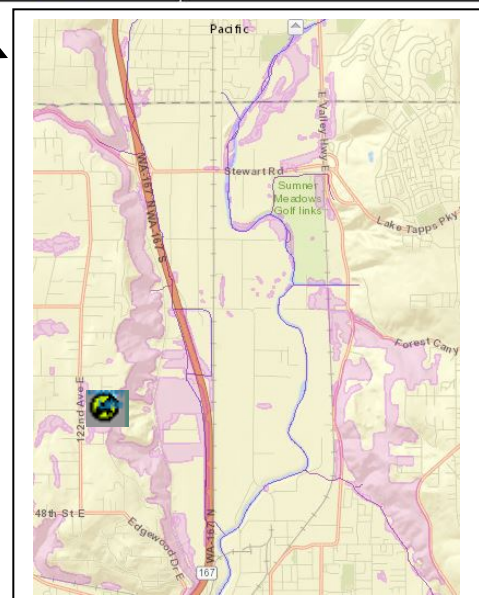 Pacific
E Valley Hwy E
WA-167 N
WA-167 S
Stewart Rd
Sumner
Meadows
Golf links
Lake Tapps Pky
Forest Cany
122nd Ave E
48th St E
Edgewood Dr E
WA-167 N
167